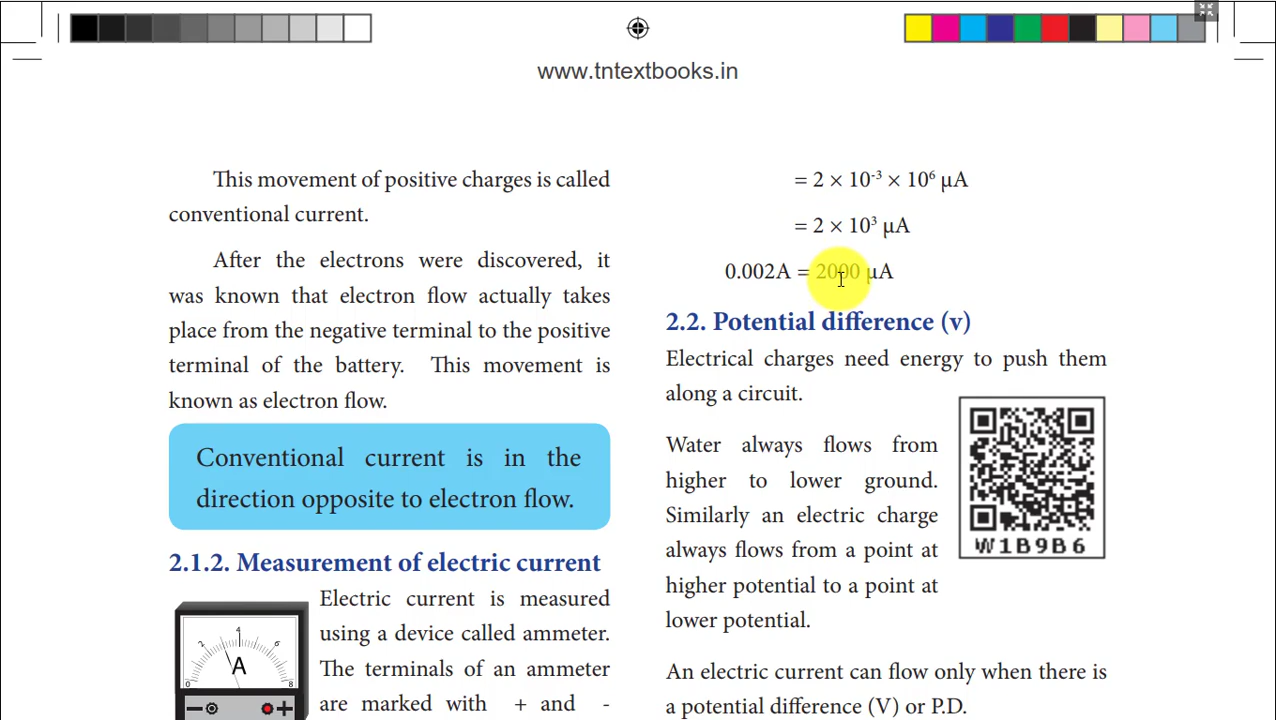 www.tntextbooks.in
This movement of positive charges is called
conventional current.
After the electrons were discovered, it
was known that electron flow actually takes
place from the negative terminal to the positive
terminal of the battery. This movement is
known as electron flow.
Conventional current is in the
direction opposite to electron flow.
2.1.2. Measurement of electric current
0 2 4 6 8
A
- +
Electric current is measured
using a device called ammeter.
The terminals of an ammeter
are marked with + and -
= 2 × 10⁻³ × 10⁶ μA
= 2 × 10³ μA
0.002A = 2000 μA
2.2. Potential difference (v)
Electrical charges need energy to push them
along a circuit.
Water always flows from
higher to lower ground.
Similarly an electric charge
always flows from a point at
higher potential to a point at
lower potential.
W1B9B6
An electric current can flow only when there is
a potential difference (V) or P.D.